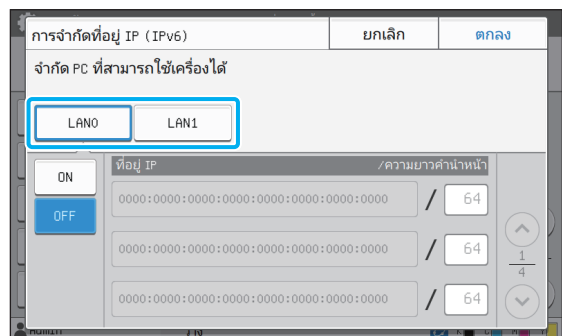 การจำกัดที่อยู่ IP (IPv6) ยกเลิก ตกลง
จำกัด PC ที่สามารถใช้เครื่องได้
LAN0 LAN1
ที่อยู่ IP /ความยาวคำนำหน้า
ON
0000:0000:0000:0000:0000:0000:0000:0000 / 64
OFF
0000:0000:0000:0000:0000:0000:0000:0000 / 64
1
4
0000:0000:0000:0000:0000:0000:0000:0000 / 64